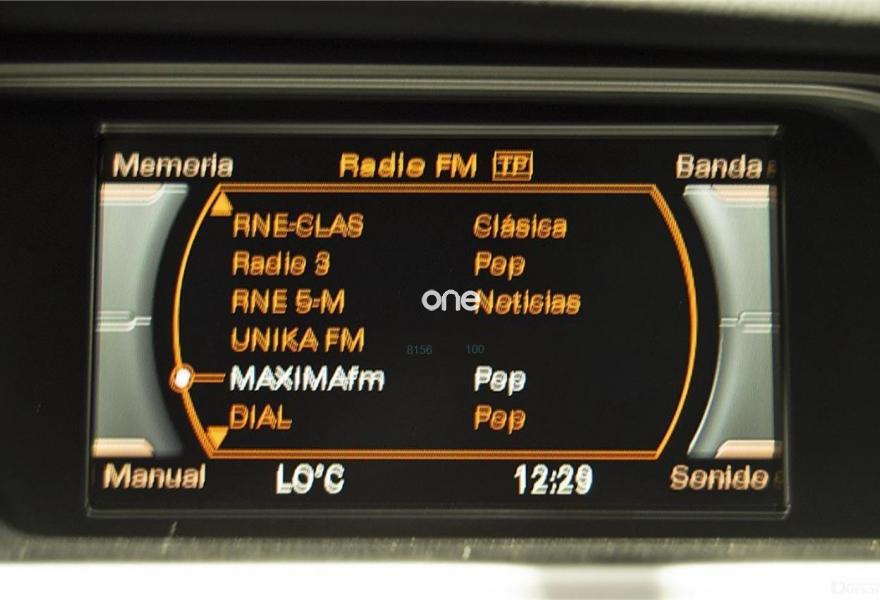 Memoria Radio FM TP Banda
RNE-CLAS Clásica
Radio 3 Pop
RNE 5-M Noticias
one
UNIKA FM
8156 100
MAXIMAfm Pop
DIAL Pop
Manual LO°C 12:29 Sonido